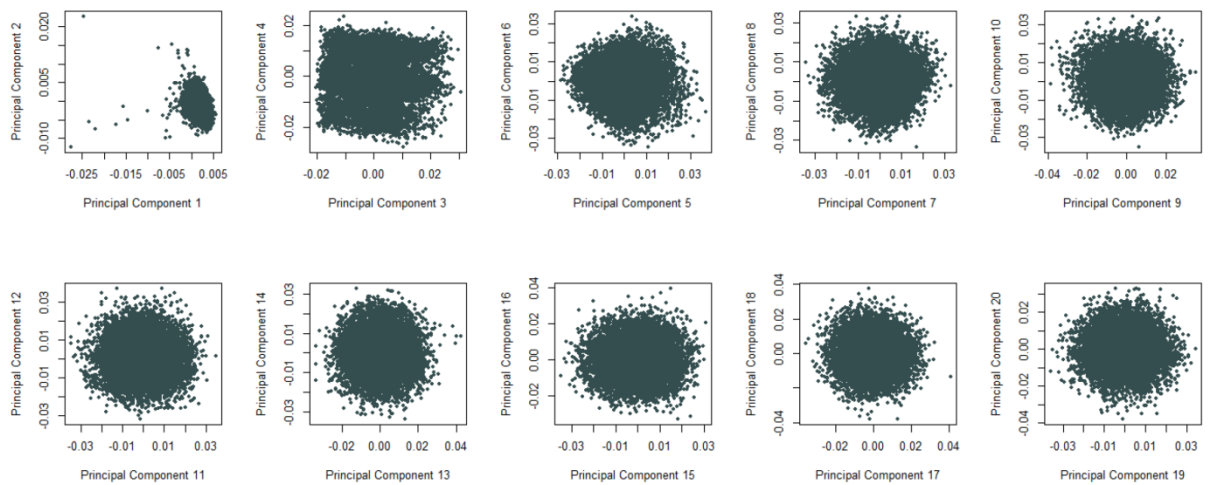 Principal Component 2
0.020
0.005
-0.010
-0.025 -0.015 -0.005 0.005
Principal Component 1
Principal Component 4
0.02
0.00
-0.02
-0.02 0.00 0.02
Principal Component 3
Principal Component 6
0.03
0.01
-0.01
-0.03
-0.03 -0.01 0.01 0.03
Principal Component 5
Principal Component 8
0.03
0.01
-0.01
-0.03
-0.03 -0.01 0.01 0.03
Principal Component 7
Principal Component 10
0.03
0.01
-0.01
-0.03
-0.04 -0.02 0.00 0.02
Principal Component 9
Principal Component 12
0.03
0.01
-0.01
-0.03
-0.03 -0.01 0.01 0.03
Principal Component 11
Principal Component 14
0.03
0.01
-0.01
-0.03
-0.02 0.00 0.02 0.04
Principal Component 13
Principal Component 16
0.04
0.02
0.00
-0.02
-0.03 -0.01 0.01 0.03
Principal Component 15
Principal Component 18
0.04
0.02
0.00
-0.04
-0.02 0.00 0.02 0.04
Principal Component 17
Principal Component 20
0.02
0.00
-0.02
-0.04
-0.03 -0.01 0.01 0.03
Principal Component 19